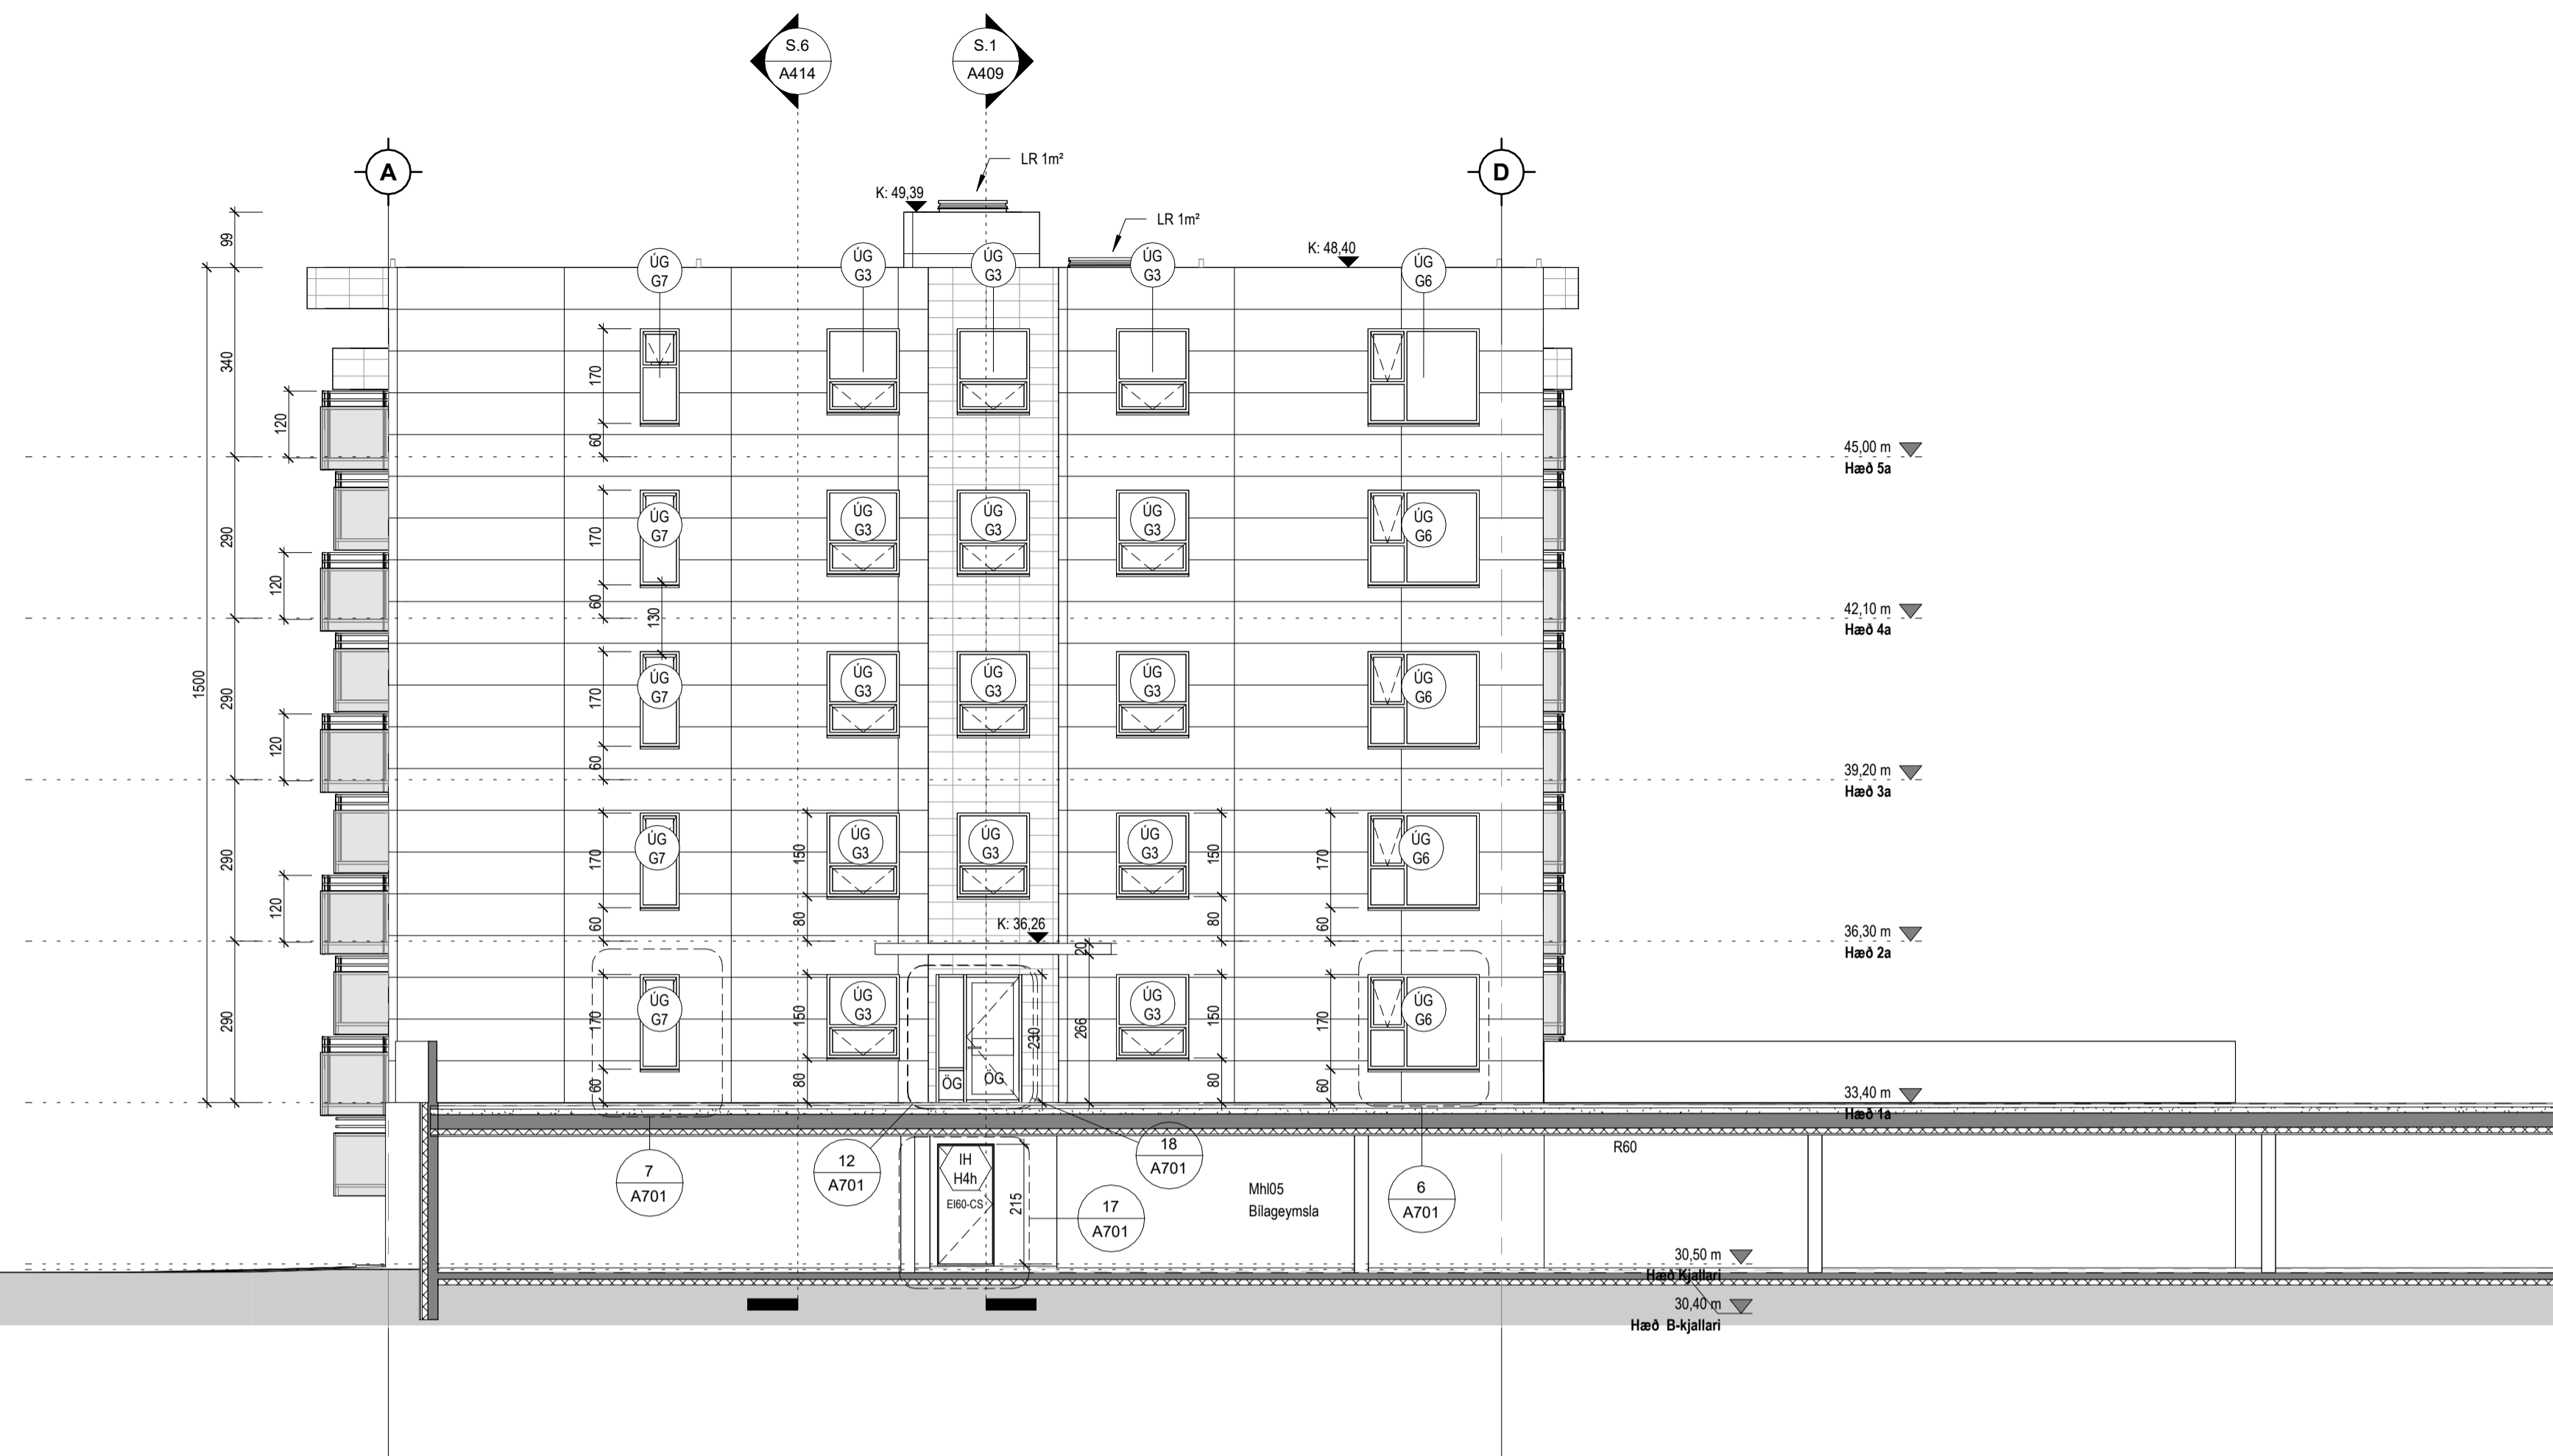 S.6
A414
S.1
A409
LR 1m²
A
D
K: 49,39
LR 1m²
K: 48,40
99
ÚG
G7
ÚG
G3
ÚG
G3
ÚG
G3
ÚG
G6
340
170
120
60
45,00 m
Hæð 5a
290
170
ÚG
G7
ÚG
G3
ÚG
G3
ÚG
G3
ÚG
G6
120
60
130
42,10 m
Hæð 4a
1500
290
170
ÚG
G7
ÚG
G3
ÚG
G3
ÚG
G3
ÚG
G6
120
60
39,20 m
Hæð 3a
290
170
ÚG
G7
150
ÚG
G3
ÚG
G3
ÚG
G3
150
170
ÚG
G6
120
60
80
K: 36,26
80
60
36,30 m
Hæð 2a
20
290
170
ÚG
G7
150
ÚG
G3
230
266
ÚG
G3
150
170
ÚG
G6
60
80
ÖG
ÖG
80
60
33,40 m
Hæð 1a
7
A701
12
A701
IH
H4h
EI60-CS
215
18
A701
17
A701
Mhl05
Bílageymsla
6
A701
R60
30,50 m
Hæð Kjallari
30,40 m
Hæð B-kjallari